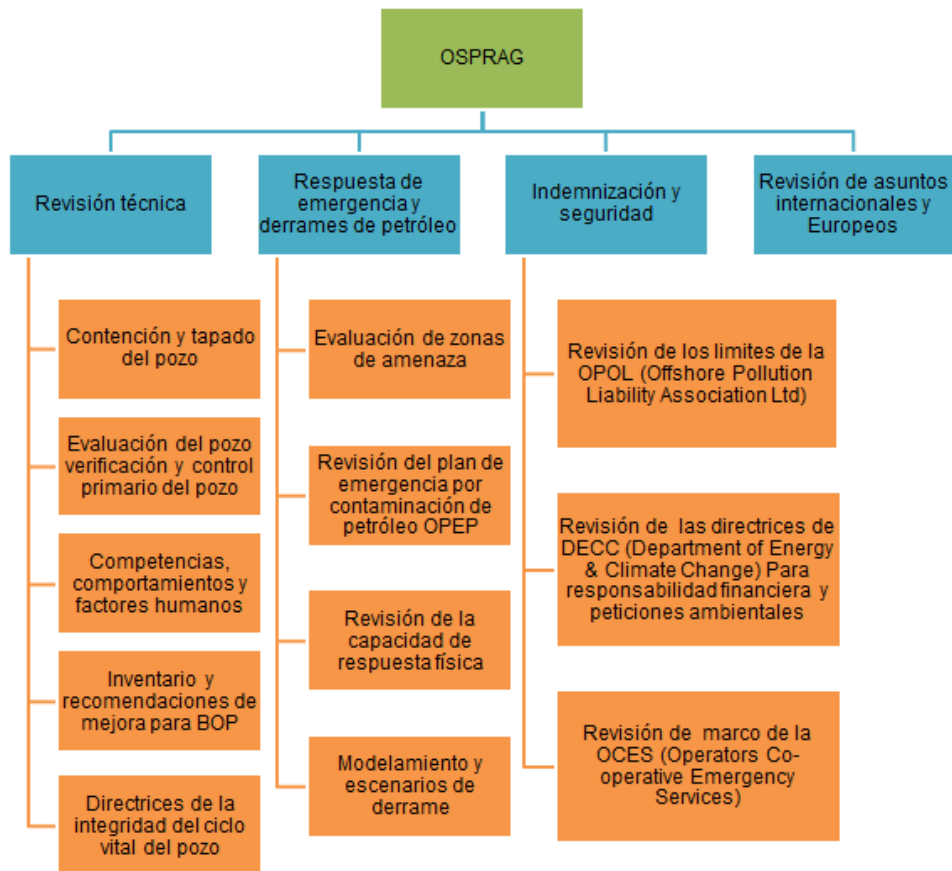 OSPRAG
Revisión técnica
Respuesta de
emergencia y
derrames de petróleo
Indemnización y
seguridad
Revisión de asuntos
internacionales y
Europeos
Contención y tapado
del pozo
Evaluación del pozo
verificación y control
primario del pozo
Competencias,
comportamientos y
factores humanos
Inventario y
recomendaciones de
mejora para BOP
Directrices de la
integridad del ciclo
vital del pozo
Evaluación de zonas
de amenaza
Revisión del plan de
emergencia por
contaminación de
petróleo OPEP
Revisión de la
capacidad de
respuesta física
Modelamiento y
escenarios de
derrame
Revisión de los limites de la
OPOL (Offshore Pollution
Liability Association Ltd)
Revisión de las directrices de
DECC (Department of Energy
& Climate Change) Para
responsabilidad financiera y
peticiones ambientales
Revisión de marco de la
OCES (Operators Co-
operative Emergency
Services)